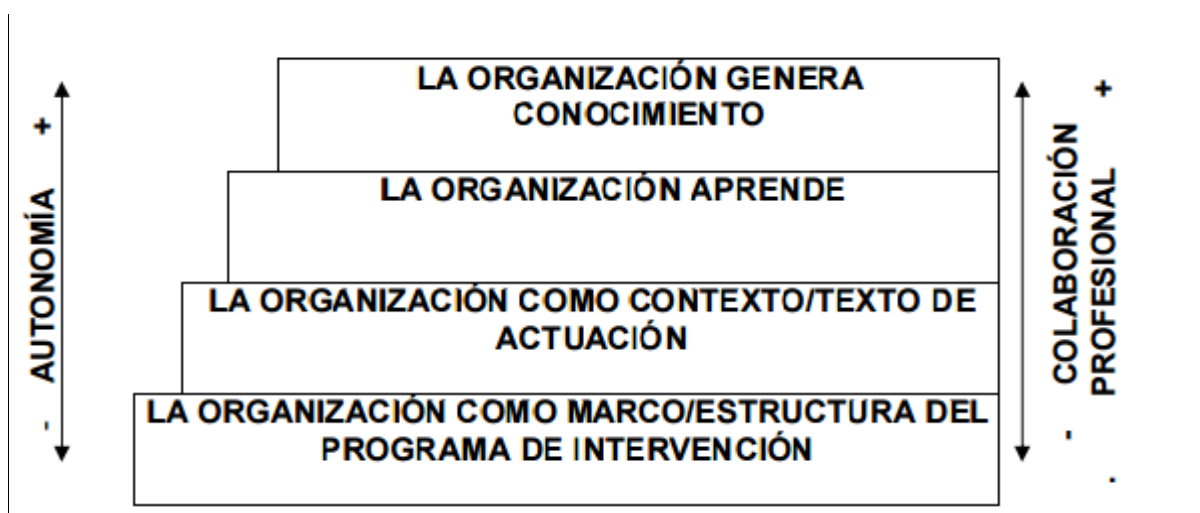 LA ORGANIZACIÓN GENERA
CONOCIMIENTO
LA ORGANIZACIÓN APRENDE
LA ORGANIZACIÓN COMO CONTEXTO/TEXTO DE
ACTUACIÓN
LA ORGANIZACIÓN COMO MARCO/ESTRUCTURA DEL
PROGRAMA DE INTERVENCIÓN
- AUTONOMÍA +
- COLABORACIÓN
. PROFESIONAL +